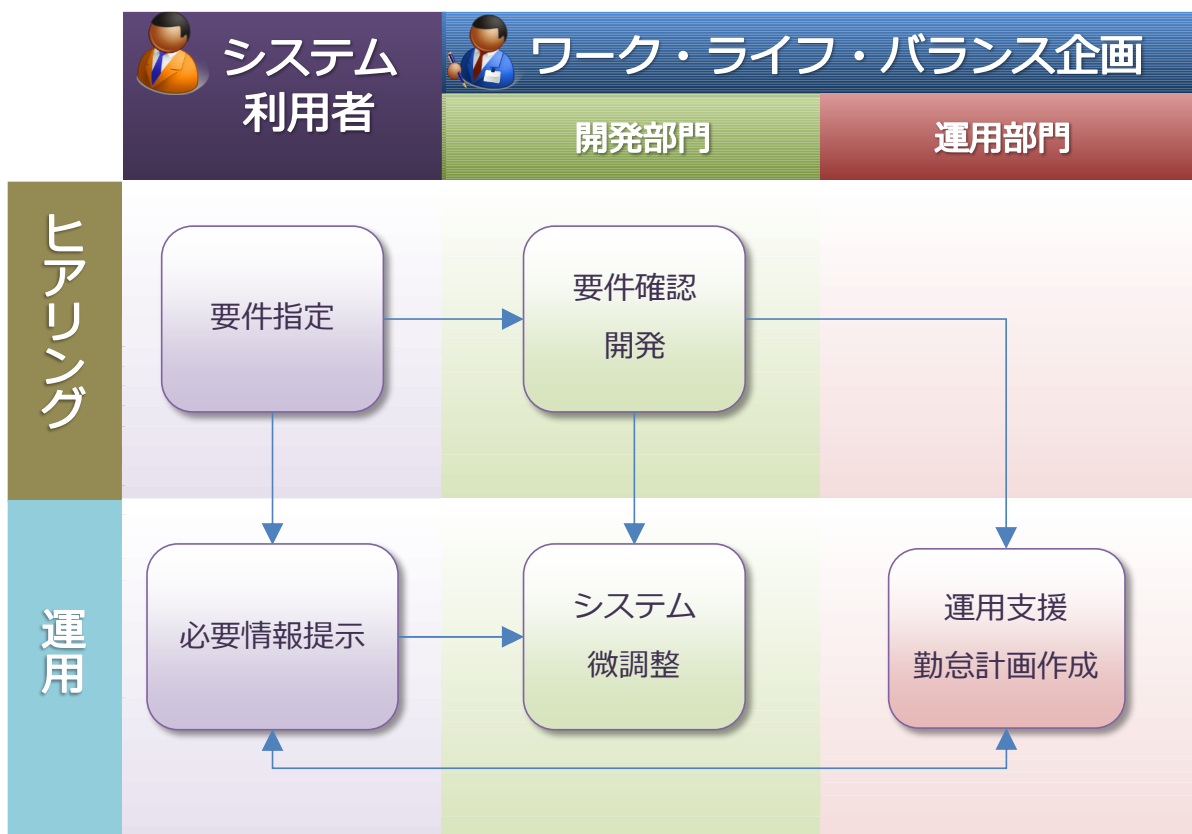 システム
利用者
ワーク・ライフ・バランス企画
開発部門
運用部門
ヒアリング
要件指定
要件確認
開発
運用
必要情報提示
システム
微調整
運用支援
勤怠計画作成